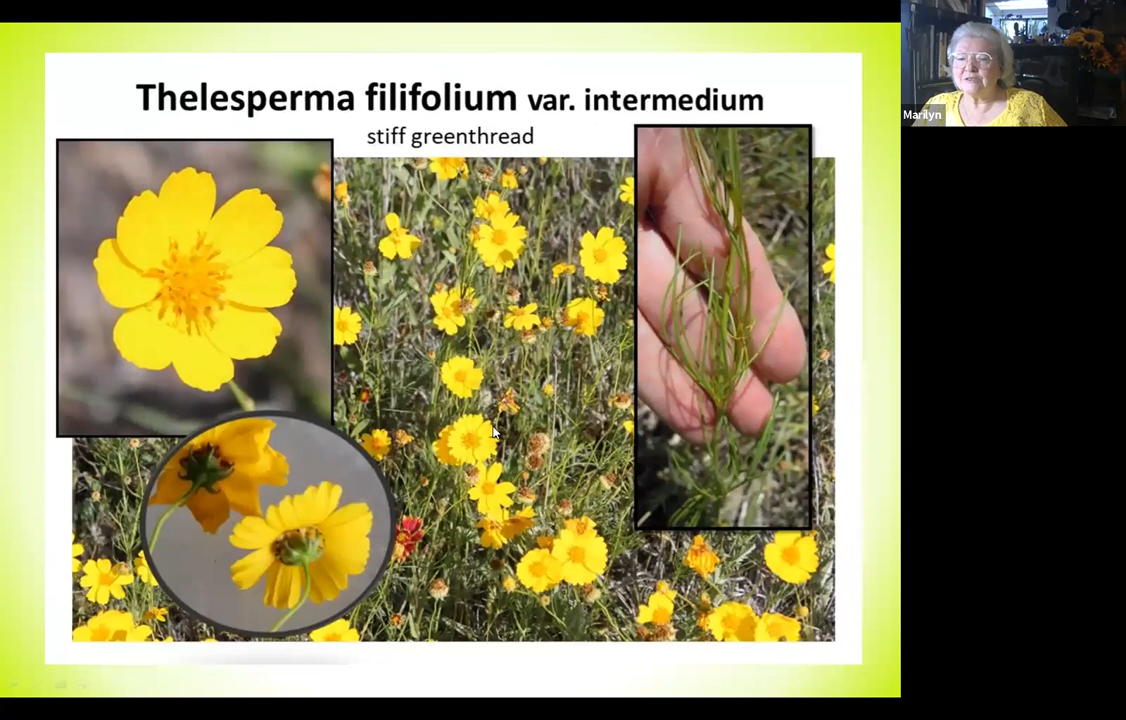 Thelesperma filifolium var. intermedium
stiff greenthread
Marilyn